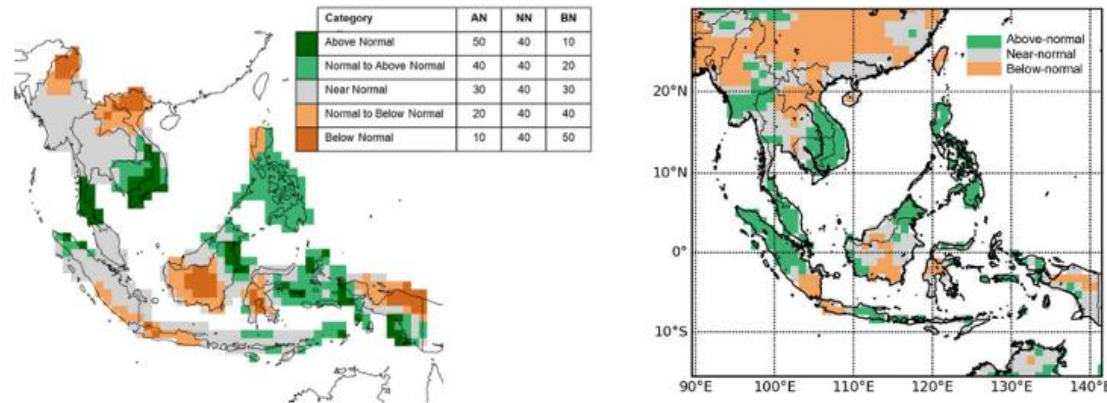 Category AN NN BN
Above Normal 50 40 10
Normal to Above Normal 40 40 20
Near Normal 30 40 30
Normal to Below Normal 20 40 40
Below Normal 10 40 50
Above-normal
Near-normal
Below-normal
20°N
10°N
0°
10°S
90°E 100°E 110°E 120°E 130°E 140°E